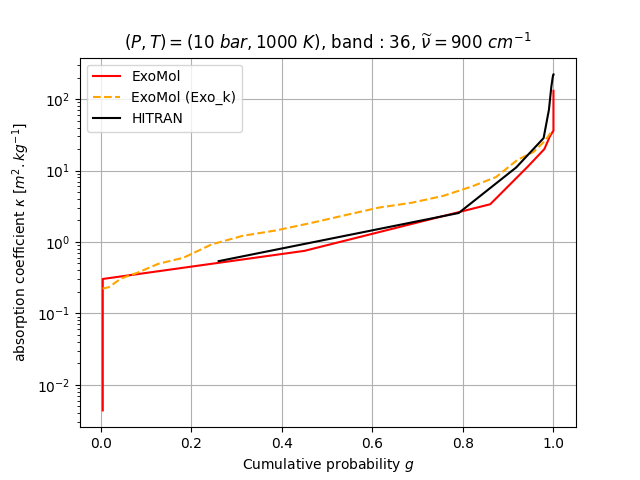 (P, T) = (10 bar, 1000 K), band : 36, ν̃ = 900 cm⁻¹
ExoMol
ExoMol (Exo_k)
HITRAN
absorption coefficient κ [m².kg⁻¹]
10²
10¹
10⁰
10⁻¹
10⁻²
0.0 0.2 0.4 0.6 0.8 1.0
Cumulative probability g